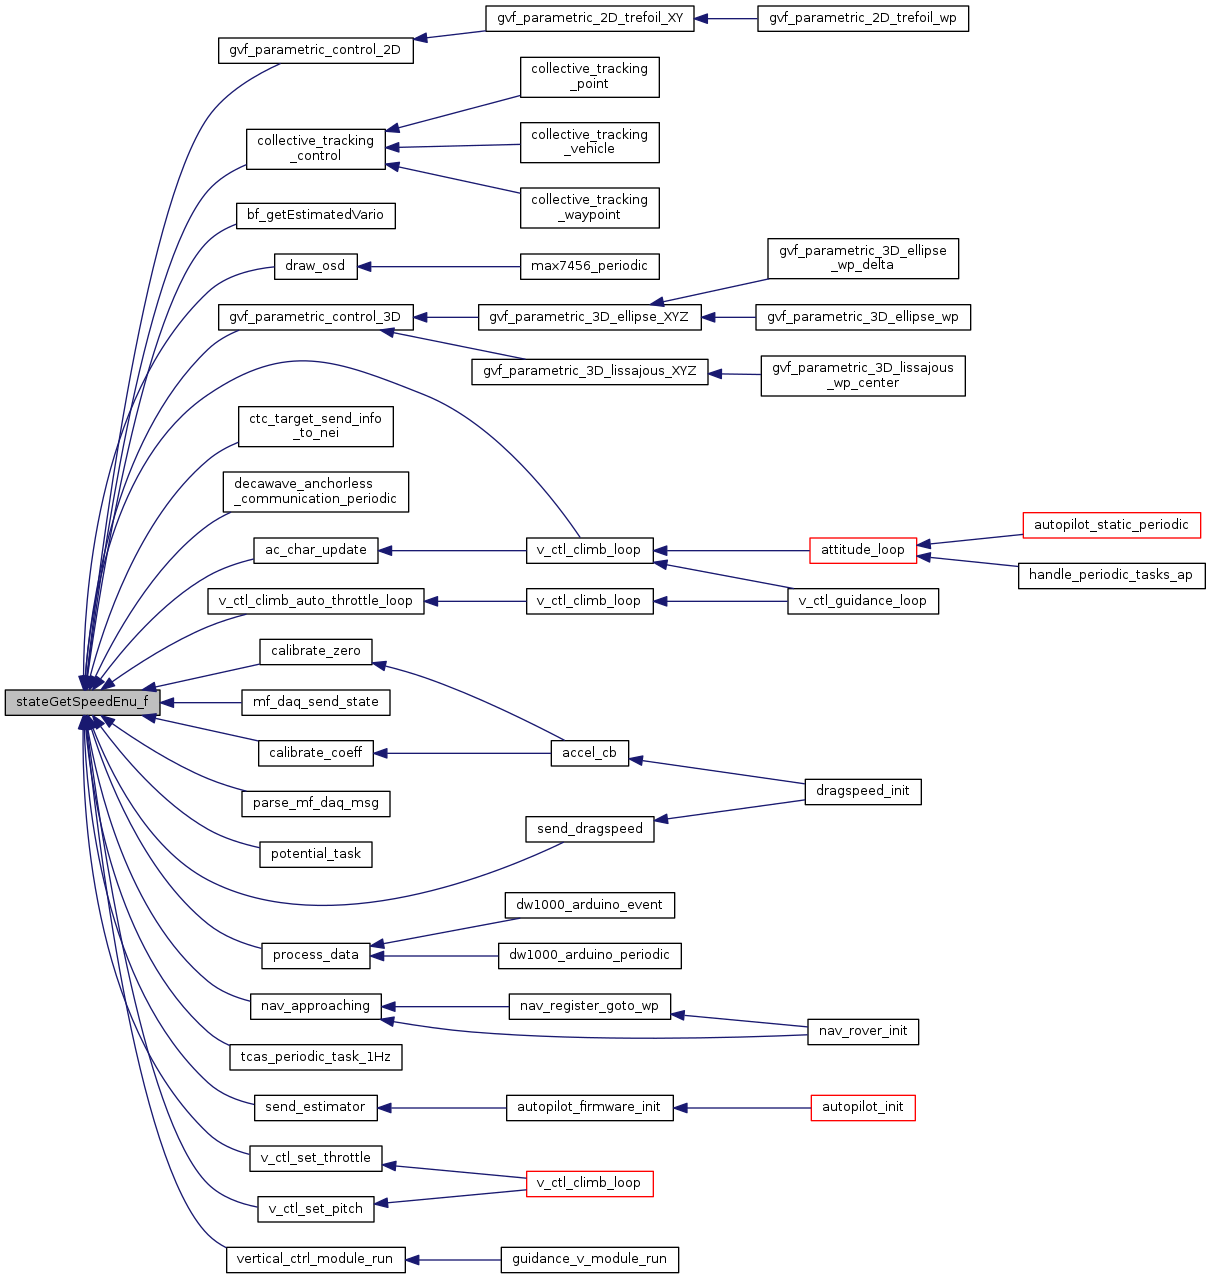 gvf_parametric_2D_trefoil_XY
gvf_parametric_2D_trefoil_wp
gvf_parametric_control_2D
collective_tracking
_point
collective_tracking
_control
collective_tracking
_vehicle
collective_tracking
_waypoint
bf_getEstimatedVario
draw_osd
max7456_periodic
gvf_parametric_3D_ellipse
_wp_delta
gvf_parametric_control_3D
gvf_parametric_3D_ellipse_XYZ
gvf_parametric_3D_ellipse_wp
gvf_parametric_3D_lissajous_XYZ
gvf_parametric_3D_lissajous
_wp_center
ctc_target_send_info
_to_nei
decawave_anchorless
_communication_periodic
ac_char_update
v_ctl_climb_loop
attitude_loop
autopilot_static_periodic
handle_periodic_tasks_ap
v_ctl_climb_auto_throttle_loop
v_ctl_climb_loop
v_ctl_guidance_loop
calibrate_zero
stateGetSpeedEnu_f
mf_daq_send_state
calibrate_coeff
accel_cb
dragspeed_init
parse_mf_daq_msg
send_dragspeed
potential_task
dw1000_arduino_event
process_data
dw1000_arduino_periodic
nav_approaching
nav_register_goto_wp
nav_rover_init
tcas_periodic_task_1Hz
send_estimator
autopilot_firmware_init
autopilot_init
v_ctl_set_throttle
v_ctl_climb_loop
v_ctl_set_pitch
vertical_ctrl_module_run
guidance_v_module_run